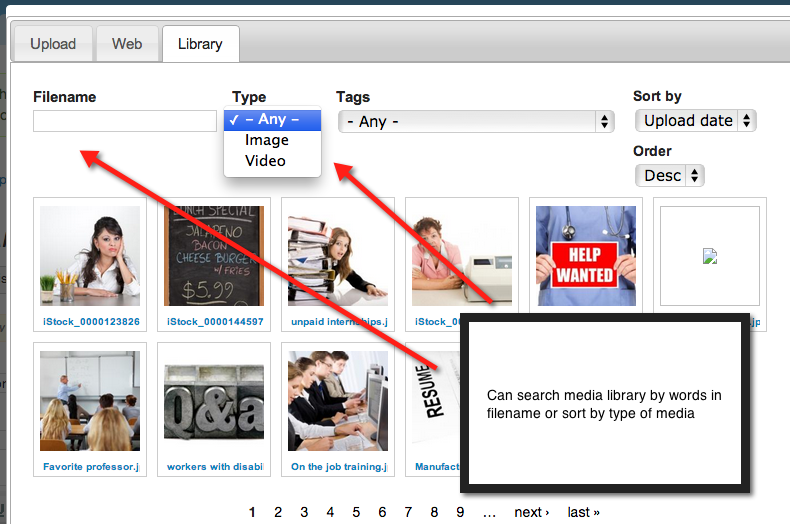 Upload Web Library
Filename Type Tags Sort by
✓ - Any - - Any - Upload date
Image
Video
Order
Desc
LUNCH SPECIAL
JALAPENO
BACON
CHEESE BURGER
W/ FRIES
$5.99
HELP
WANTED
iStock_0000123826 iStock_0000144597 unpaid internships.j
Q&a
RESUME
Can search media library by words in
filename or sort by type of media
Favorite professor.j workers with disabil On the job training.j Manufact
1 2 3 4 5 6 7 8 9 … next › last »